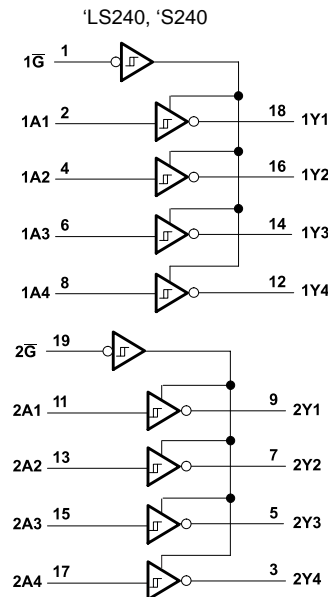 'LS240, 'S240
1G̅ 1
1A1 2 18 1Y1
1A2 4 16 1Y2
1A3 6 14 1Y3
1A4 8 12 1Y4
2G̅ 19
2A1 11 9 2Y1
2A2 13 7 2Y2
2A3 15 5 2Y3
2A4 17 3 2Y4